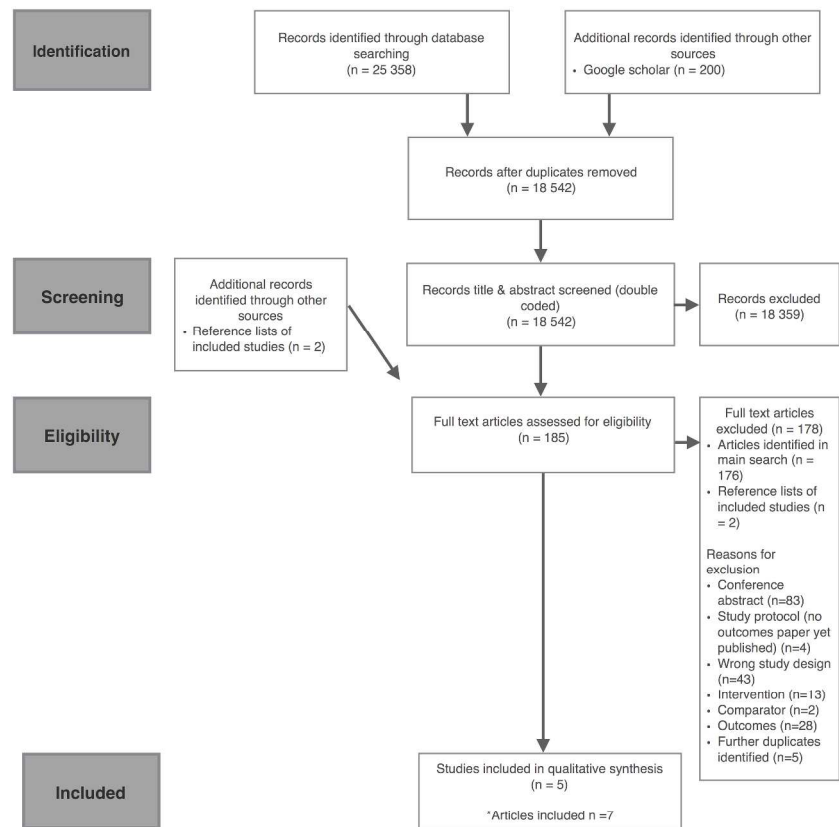 Identification
Records identified through database
searching
(n = 25 358)
Additional records identified through other
sources
• Google scholar (n = 200)
Records after duplicates removed
(n = 18 542)
Screening
Additional records
identified through other
sources
• Reference lists of
included studies (n = 2)
Records title & abstract screened (double
coded)
(n = 18 542)
Records excluded
(n = 18 359)
Eligibility
Full text articles assessed for eligibility
(n = 185)
Full text articles
excluded (n = 178)
• Articles identified in
main search (n =
176)
• Reference lists of
included studies (n
= 2)
Reasons for
exclusion
• Conference
abstract (n=83)
• Study protocol (no
outcomes paper yet
published) (n=4)
• Wrong study design
(n=43)
• Intervention (n=13)
• Comparator (n=2)
• Outcomes (n=28)
• Further duplicates
identified (n=5)
Included
Studies included in qualitative synthesis
(n = 5)
*Articles included n =7